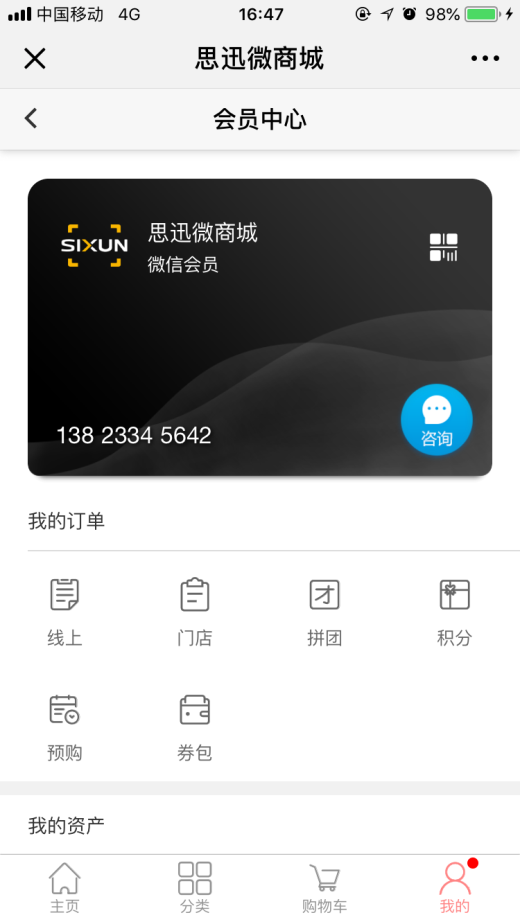 中国移动 4G 16:47 98%
思迅微商城
会员中心
SIXUN
思迅微商城
微信会员
138 2334 5642
咨询
我的订单
线上 门店 拼团 积分
预购 券包
我的资产
主页 分类 购物车 我的